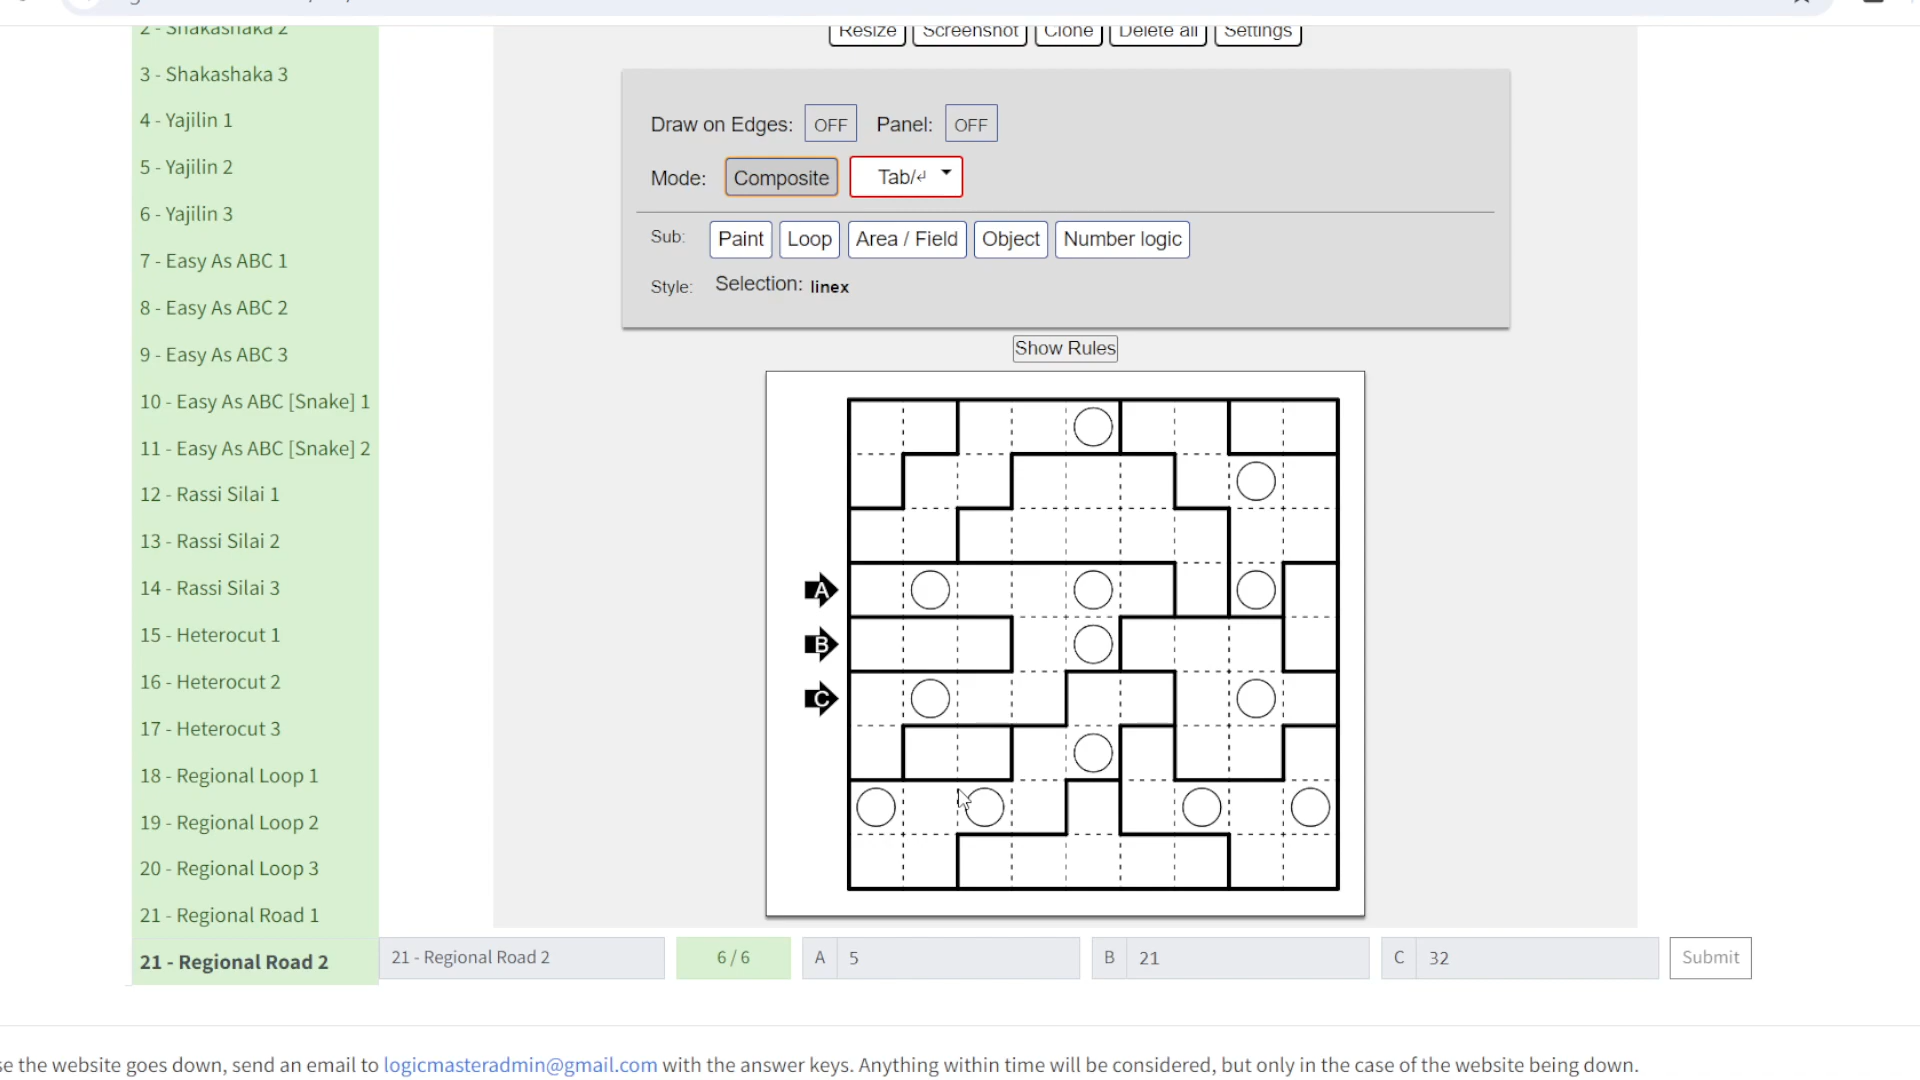 2 - Shakashaka 2
3 - Shakashaka 3
4 - Yajilin 1
5 - Yajilin 2
6 - Yajilin 3
7 - Easy As ABC 1
8 - Easy As ABC 2
9 - Easy As ABC 3
10 - Easy As ABC [Snake] 1
11 - Easy As ABC [Snake] 2
12 - Rassi Silai 1
13 - Rassi Silai 2
14 - Rassi Silai 3
15 - Heterocut 1
16 - Heterocut 2
17 - Heterocut 3
18 - Regional Loop 1
19 - Regional Loop 2
20 - Regional Loop 3
21 - Regional Road 1
21 - Regional Road 2
Resize Screenshot Clone Delete all Settings
Draw on Edges: OFF Panel: OFF
Mode: Composite Tab/↵
Sub: Paint Loop Area / Field Object Number logic
Style: Selection: linex
Show Rules
A
B
C
21 - Regional Road 2 6 / 6 A 5 B 21 C 32 Submit
se the website goes down, send an email to logicmasteradmin@gmail.com with the answer keys. Anything within time will be considered, but only in the case of the website being down.